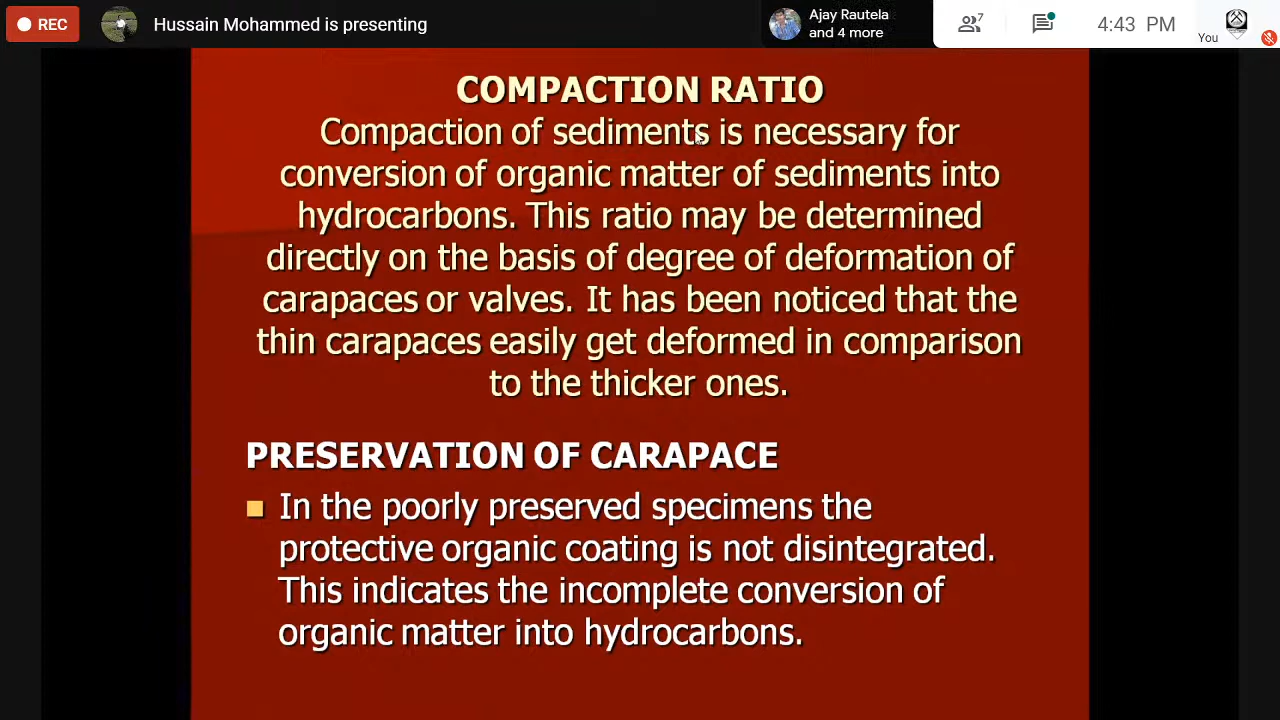 REC
Hussain Mohammed is presenting
Ajay Rautela
and 4 more
7
4:43 PM
You
COMPACTION RATIO
Compaction of sediments is necessary for
conversion of organic matter of sediments into
hydrocarbons. This ratio may be determined
directly on the basis of degree of deformation of
carapaces or valves. It has been noticed that the
thin carapaces easily get deformed in comparison
to the thicker ones.
PRESERVATION OF CARAPACE
In the poorly preserved specimens the
protective organic coating is not disintegrated.
This indicates the incomplete conversion of
organic matter into hydrocarbons.